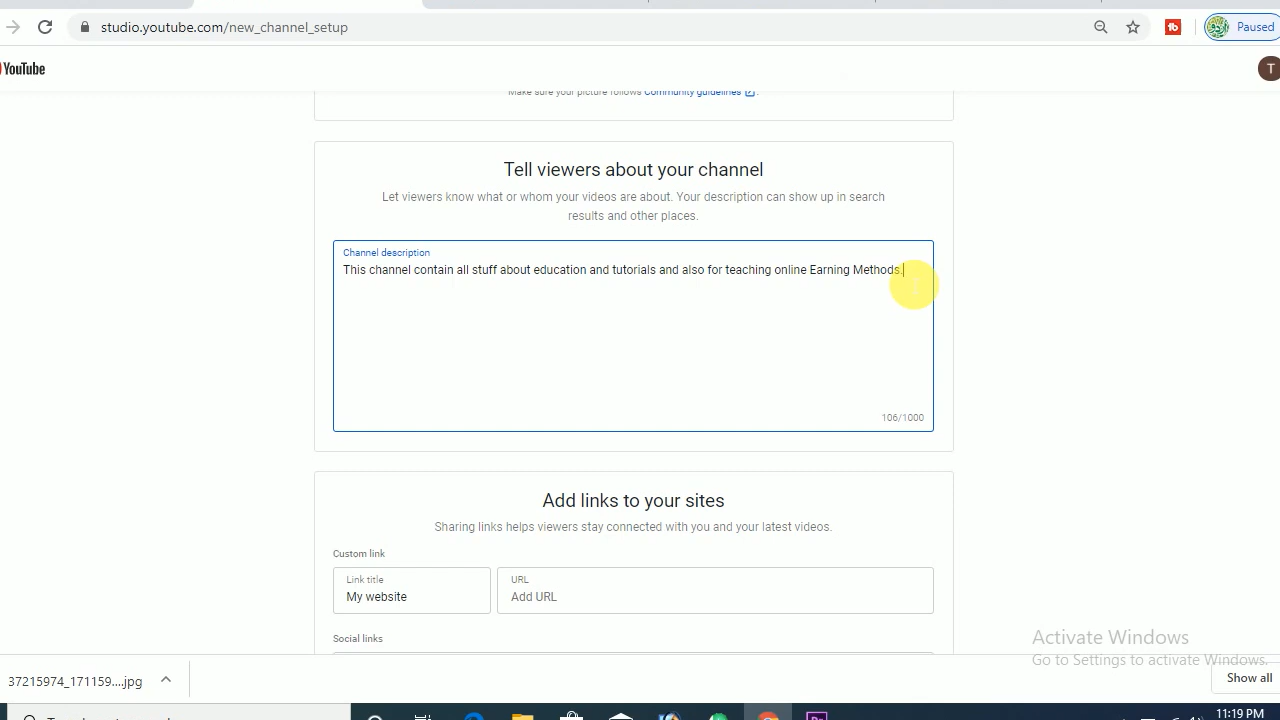 studio.youtube.com/new_channel_setup
Paused
YouTube
T
Make sure your picture follows Community guidelines
Tell viewers about your channel
Let viewers know what or whom your videos are about. Your description can show up in search
results and other places.
Channel description
This channel contain all stuff about education and tutorials and also for teaching online Earning Methods.
106/1000
Add links to your sites
Sharing links helps viewers stay connected with you and your latest videos.
Custom link
Link title
My website
URL
Add URL
Social links
Activate Windows
Go to Settings to activate Windows.
37215974_171159....jpg
Show all
11:19 PM